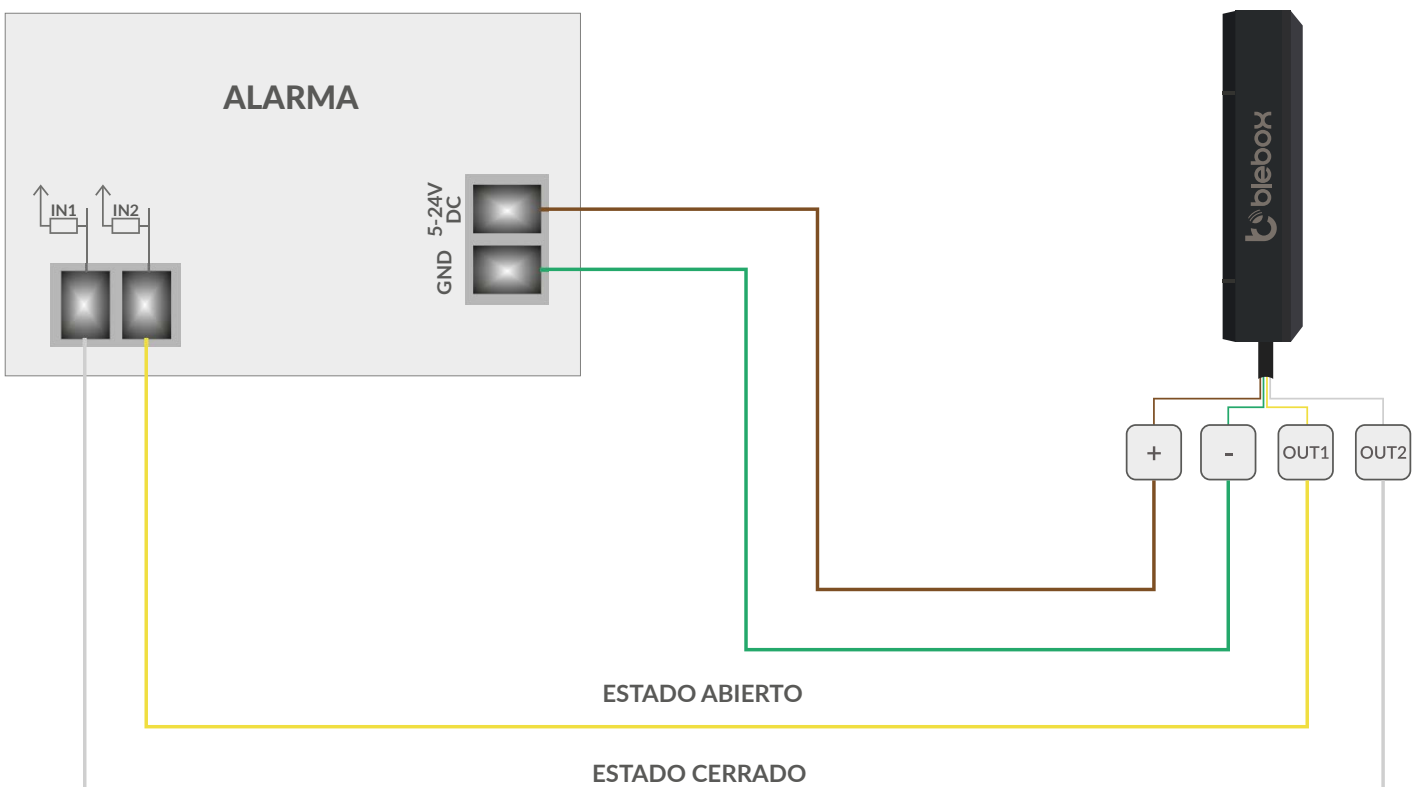 ALARMA
IN1
IN2
5-24V
DC
GND
blebox
+
-
OUT1
OUT2
ESTADO ABIERTO
ESTADO CERRADO